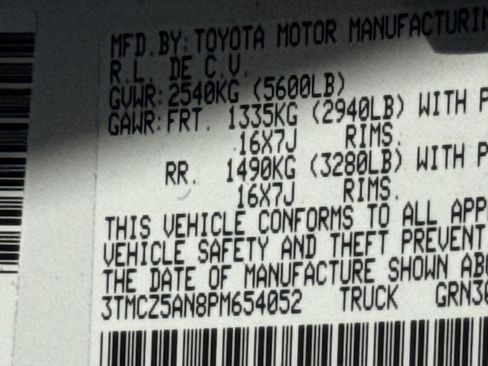 MFD.BY:TOYOTA MOTOR MANUFACTURIN
R.L. DE C.V.
GVWR:2540KG (5600LB)
GAWR:FRT. 1335KG (2940LB) WITH P
16X7J RIMS.
RR. 1490KG (3280LB) WITH P
16X7J RIMS.
THIS VEHICLE CONFORMS TO ALL APP
VEHICLE SAFETY AND THEFT PREVENT
THE DATE OF MANUFACTURE SHOWN ABO
3TMCZ5AN8PM654052 TRUCK GRN30